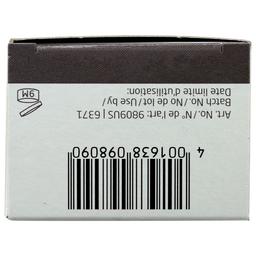 4 001638 098090
Art. No./N° de l'art: 9809US | 6371
Batch No./No de lot/Use by/
Date limite d'utilisation:
9M